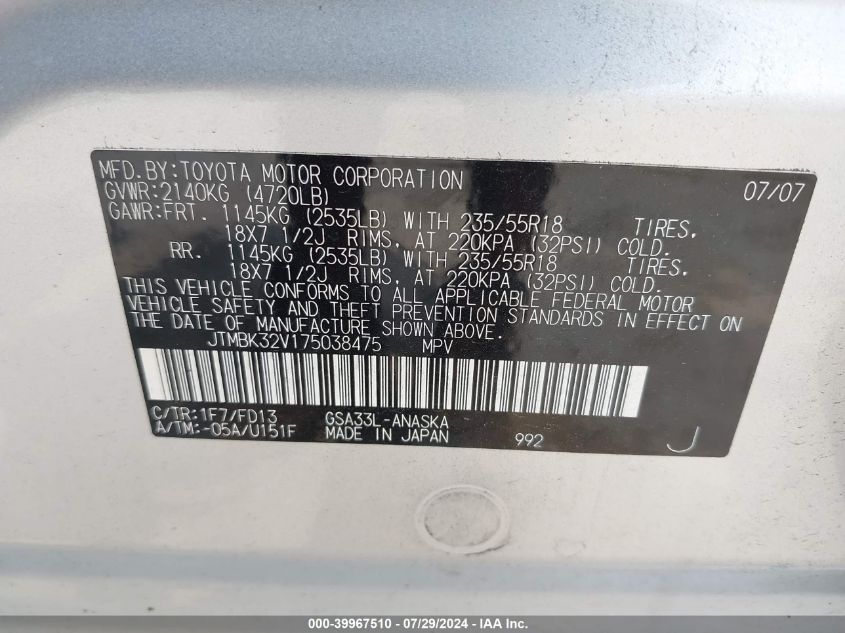 MFD.BY:TOYOTA MOTOR CORPORATION 07/07
GVWR:2140KG (4720LB)
GAWR:FRT. 1145KG (2535LB) WITH 235/55R18 TIRES,
18X7 1/2J RIMS, AT 220KPA (32PSI) COLD.
RR. 1145KG (2535LB) WITH 235/55R18 TIRES,
18X7 1/2J RIMS, AT 220KPA (32PSI) COLD.
THIS VEHICLE CONFORMS TO ALL APPLICABLE FEDERAL MOTOR
VEHICLE SAFETY AND THEFT PREVENTION STANDARDS IN EFFECT ON
THE DATE OF MANUFACTURE SHOWN ABOVE.
JTMBK32V175038475 MPV
C/TR:1F7/FD13 GSA33L-ANASKA
A/TM:-05A/U151F MADE IN JAPAN 992 J
000-39967510 - 07/29/2024 - IAA Inc.